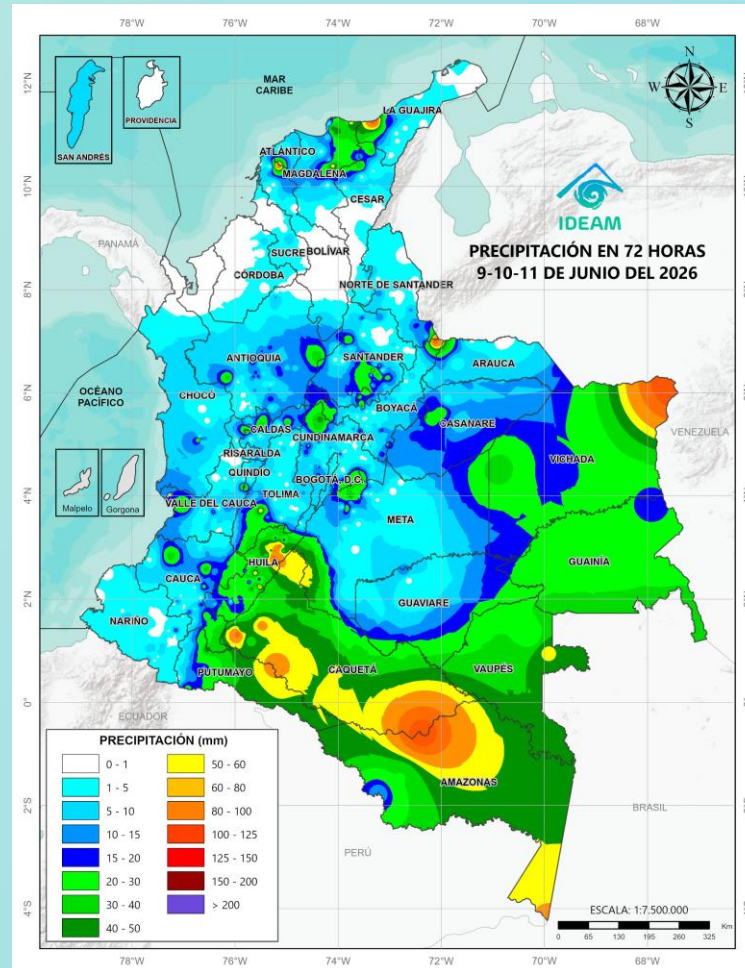 78°W 76°W 74°W 72°W 70°W 68°W
12°N
10°N
8°N
6°N
4°N
2°N
0°
2°S
4°S
MAR
CARIBE
N
W E
S
SAN ANDRÉS
PROVIDENCIA
LA GUAJIRA
ATLÁNTICO
MAGDALENA
CESAR
IDEAM
PRECIPITACIÓN EN 72 HORAS
9-10-11 DE JUNIO DEL 2026
PANAMÁ
SUCRE
BOLÍVAR
CÓRDOBA
NORTE DE SANTANDER
ANTIOQUIA
SANTANDER
ARAUCA
OCÉANO
PACÍFICO
CHOCÓ
BOYACÁ
CASANARE
CALDAS
CUNDINAMARCA
VENEZUELA
RISARALDA
VICHADA
QUINDÍO
BOGOTÁ, D.C.
TOLIMA
Malpelo
Gorgona
VALLE DEL CAUCA
META
GUAINÍA
HUILA
CAUCA
GUAVIARE
NARIÑO
PUTUMAYO
CAQUETÁ
VAUPÉS
ECUADOR
AMAZONAS
BRASIL
PERÚ
PRECIPITACIÓN (mm)
0 - 1
1 - 5
5 - 10
10 - 15
15 - 20
20 - 30
30 - 40
40 - 50
50 - 60
60 - 80
80 - 100
100 - 125
125 - 150
150 - 200
> 200
ESCALA: 1:7.500.000
0 65 130 195 260 325 Km
78°W 76°W 74°W 72°W 70°W 68°W